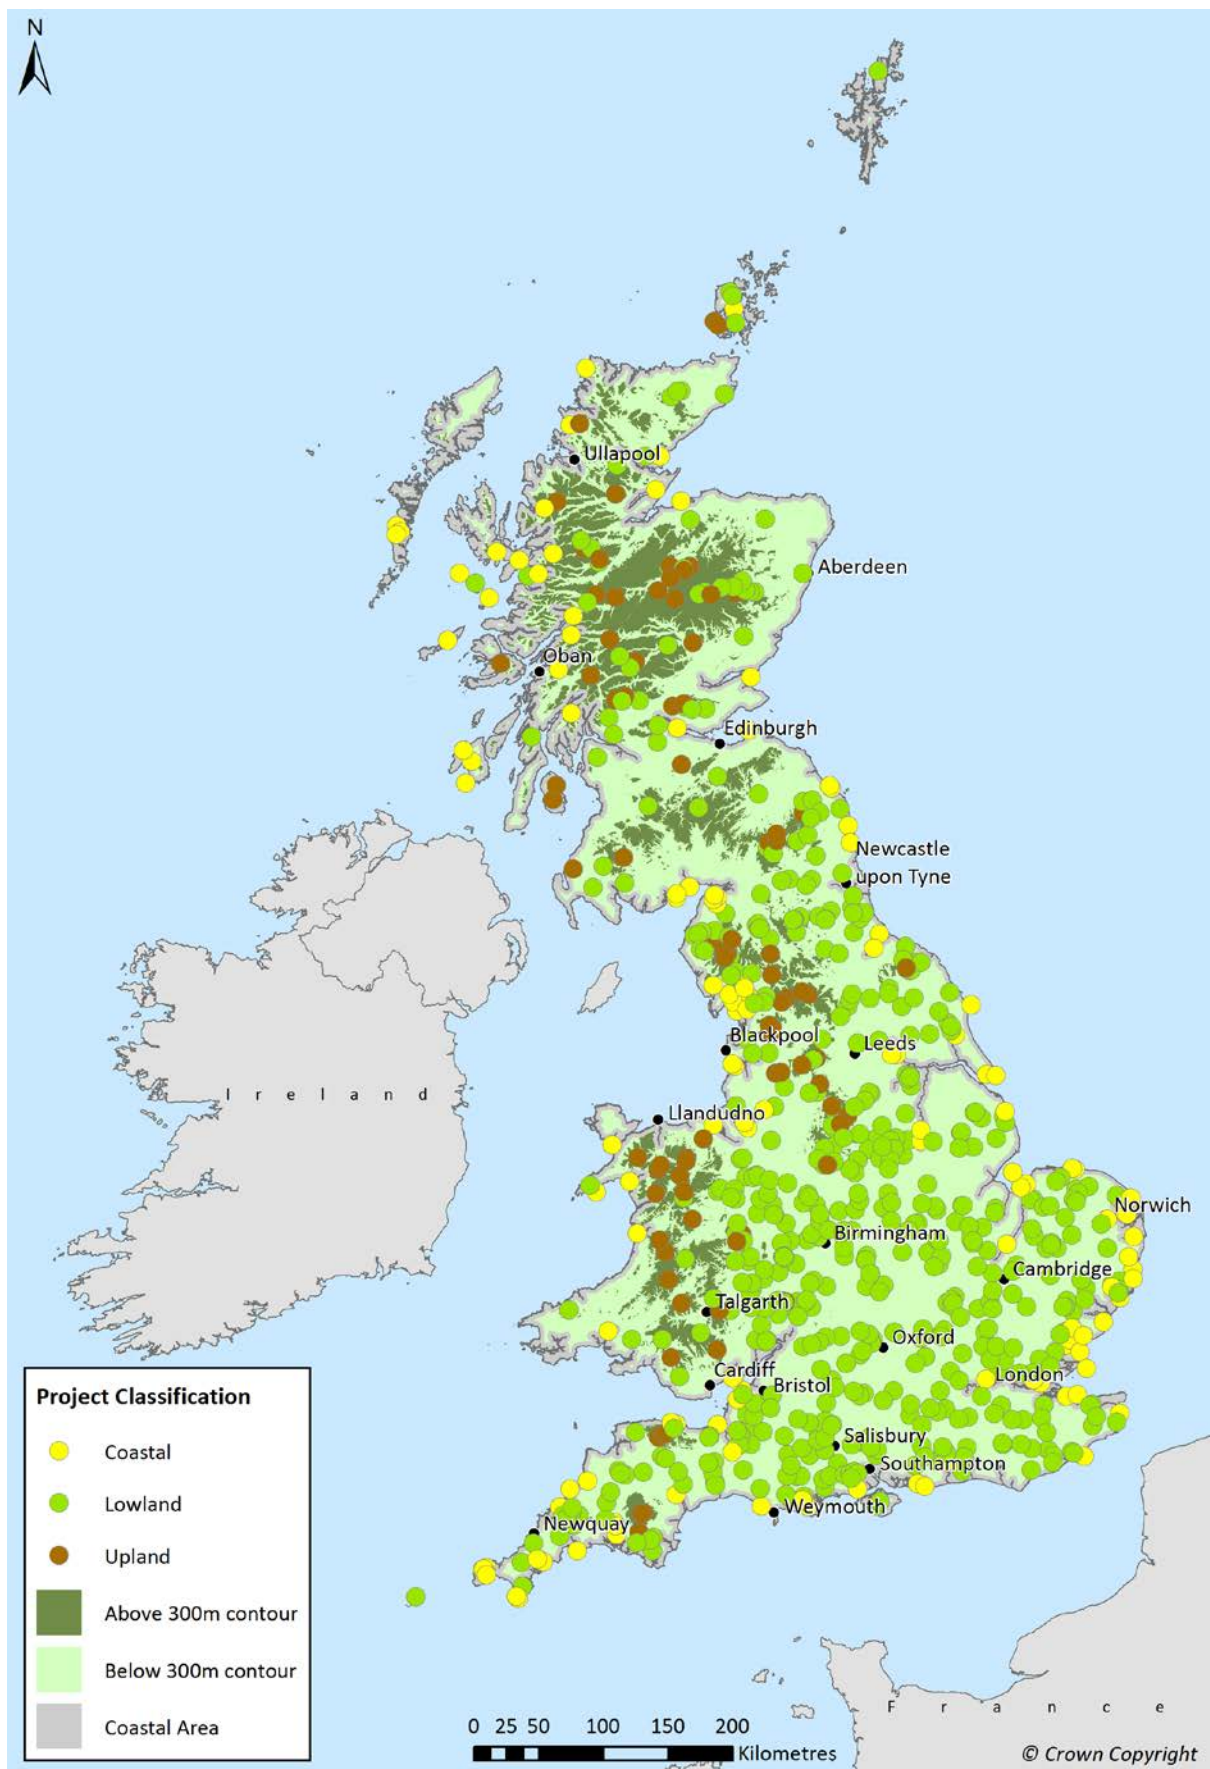 N
Ullapool
Aberdeen
Oban
Edinburgh
Newcastle
upon Tyne
Blackpool
Leeds
Ireland
Llandudno
Norwich
Birmingham
Cambridge
Talgarth
Oxford
Cardiff
London
Bristol
Salisbury
Southampton
Weymouth
Newquay
Project Classification
Coastal
Lowland
Upland
Above 300m contour
Below 300m contour
Coastal Area
France
0 25 50 100 150 200
Kilometres
© Crown Copyright